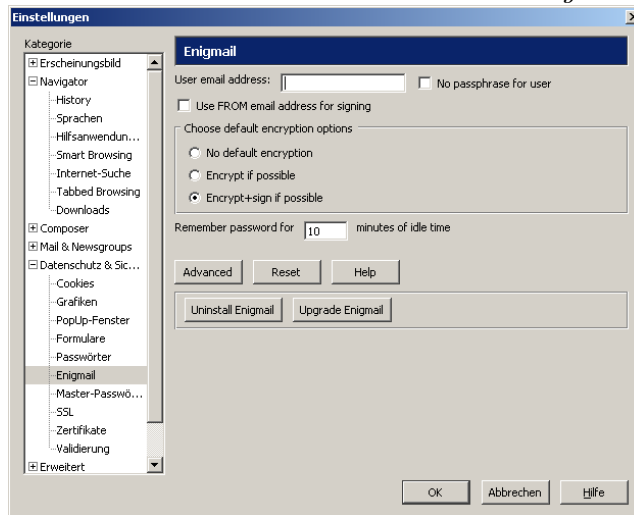 Einstellungen
Kategorie
Erscheinungsbild
Navigator
History
Sprachen
Hilfsanwendun...
Smart Browsing
Internet-Suche
Tabbed Browsing
Downloads
Composer
Mail & Newsgroups
Datenschutz & Sic...
Cookies
Grafiken
PopUp-Fenster
Formulare
Passwörter
Enigmail
Master-Passwö...
SSL
Zertifikate
Validierung
Erweitert
Enigmail
User email address: No passphrase for user
Use FROM email address for signing
Choose default encryption options
No default encryption
Encrypt if possible
Encrypt+sign if possible
Remember password for 10 minutes of idle time
Advanced Reset Help
Uninstall Enigmail Upgrade Enigmail
OK Abbrechen Hilfe